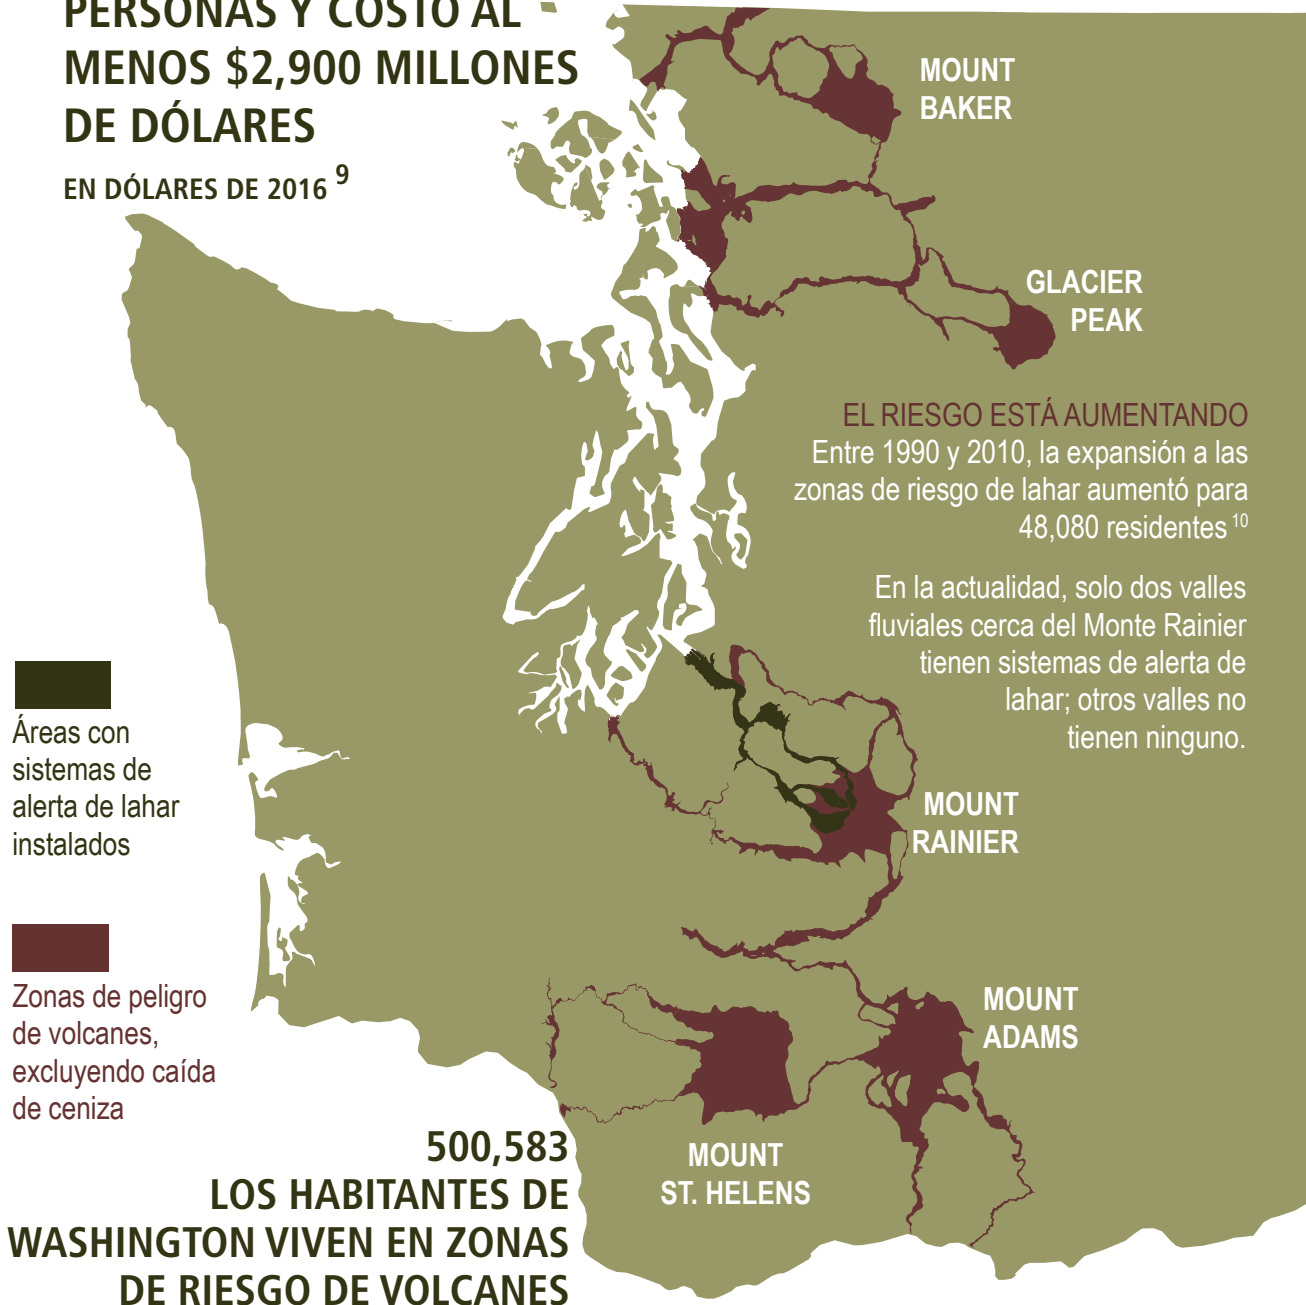 PERSONAS Y COSTÓ AL
MENOS $2,900 MILLONES
DE DÓLARES
EN DÓLARES DE 2016 9
MOUNT
BAKER
GLACIER
PEAK
EL RIESGO ESTÁ AUMENTANDO
Entre 1990 y 2010, la expansión a las
zonas de riesgo de lahar aumentó para
48,080 residentes 10
En la actualidad, solo dos valles
fluviales cerca del Monte Rainier
tienen sistemas de alerta de
lahar; otros valles no
tienen ninguno.
Áreas con
sistemas de
alerta de lahar
instalados
MOUNT
RAINIER
Zonas de peligro
de volcanes,
excluyendo caída
de ceniza
MOUNT
ADAMS
MOUNT
ST. HELENS
500,583
LOS HABITANTES DE
WASHINGTON VIVEN EN ZONAS
DE RIESGO DE VOLCANES